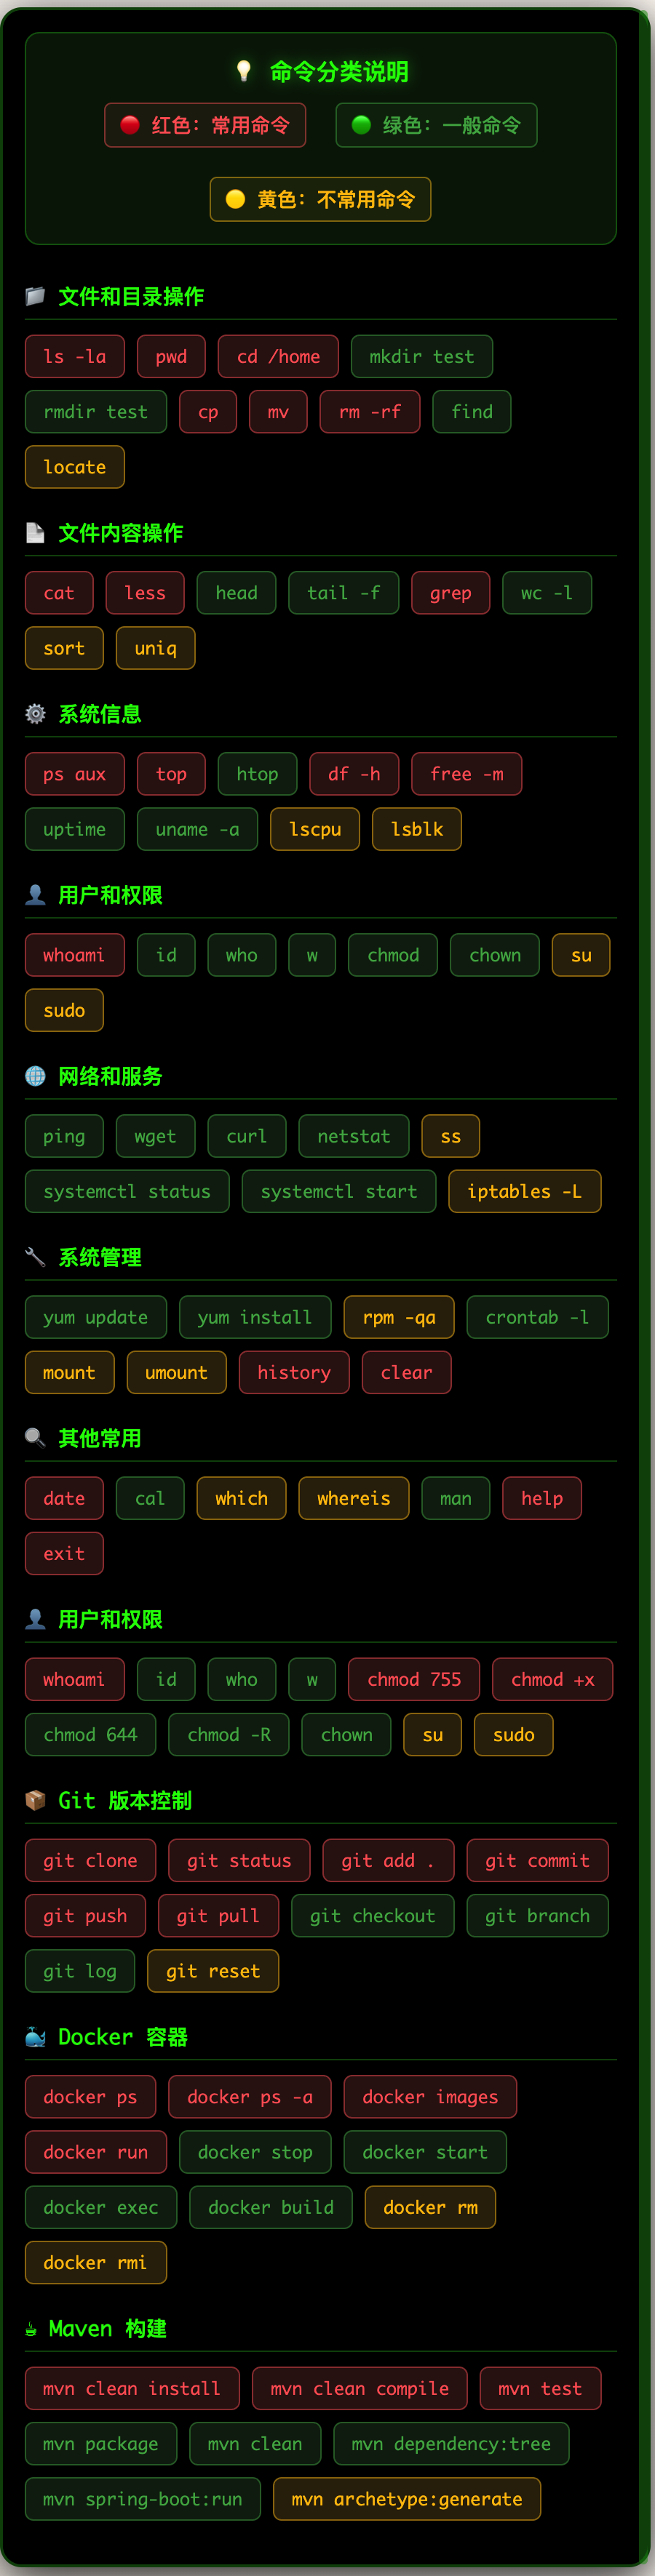 命令分类说明
红色：常用命令 绿色：一般命令
黄色：不常用命令
文件和目录操作
ls -la pwd cd /home mkdir test
rmdir test cp mv rm -rf find
locate
文件内容操作
cat less head tail -f grep wc -l
sort uniq
系统信息
ps aux top htop df -h free -m
uptime uname -a lscpu lsblk
用户和权限
whoami id who w chmod chown su
sudo
网络和服务
ping wget curl netstat ss
systemctl status systemctl start iptables -L
系统管理
yum update yum install rpm -qa crontab -l
mount umount history clear
其他常用
date cal which whereis man help
exit
用户和权限
whoami id who w chmod 755 chmod +x
chmod 644 chmod -R chown su sudo
Git 版本控制
git clone git status git add . git commit
git push git pull git checkout git branch
git log git reset
Docker 容器
docker ps docker ps -a docker images
docker run docker stop docker start
docker exec docker build docker rm
docker rmi
Maven 构建
mvn clean install mvn clean compile mvn test
mvn package mvn clean mvn dependency:tree
mvn spring-boot:run mvn archetype:generate